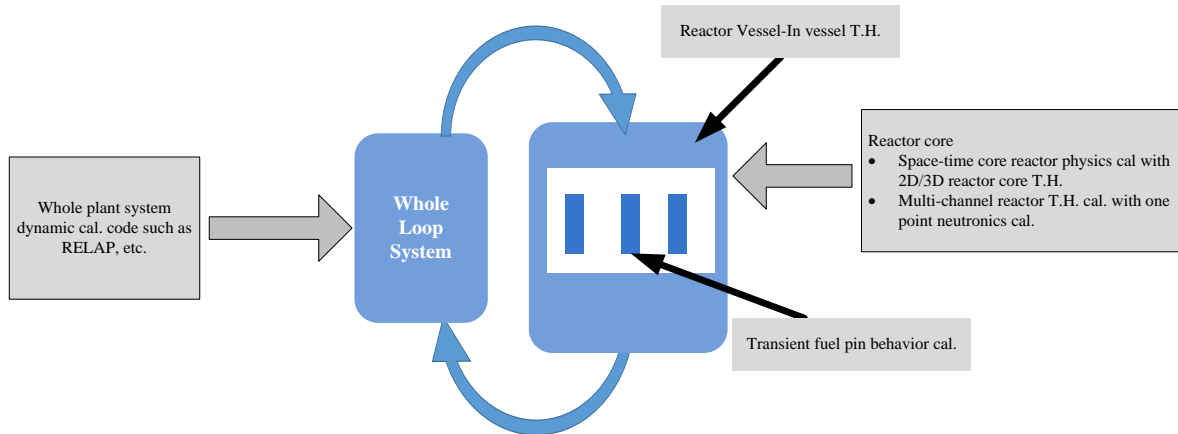 Reactor Vessel-In vessel T.H.
Reactor core
• Space-time core reactor physics cal with
2D/3D reactor core T.H.
• Multi-channel reactor T.H. cal. with one
point neutronics cal.
Whole plant system
dynamic cal. code such as
RELAP, etc.
Whole
Loop
System
Transient fuel pin behavior cal.